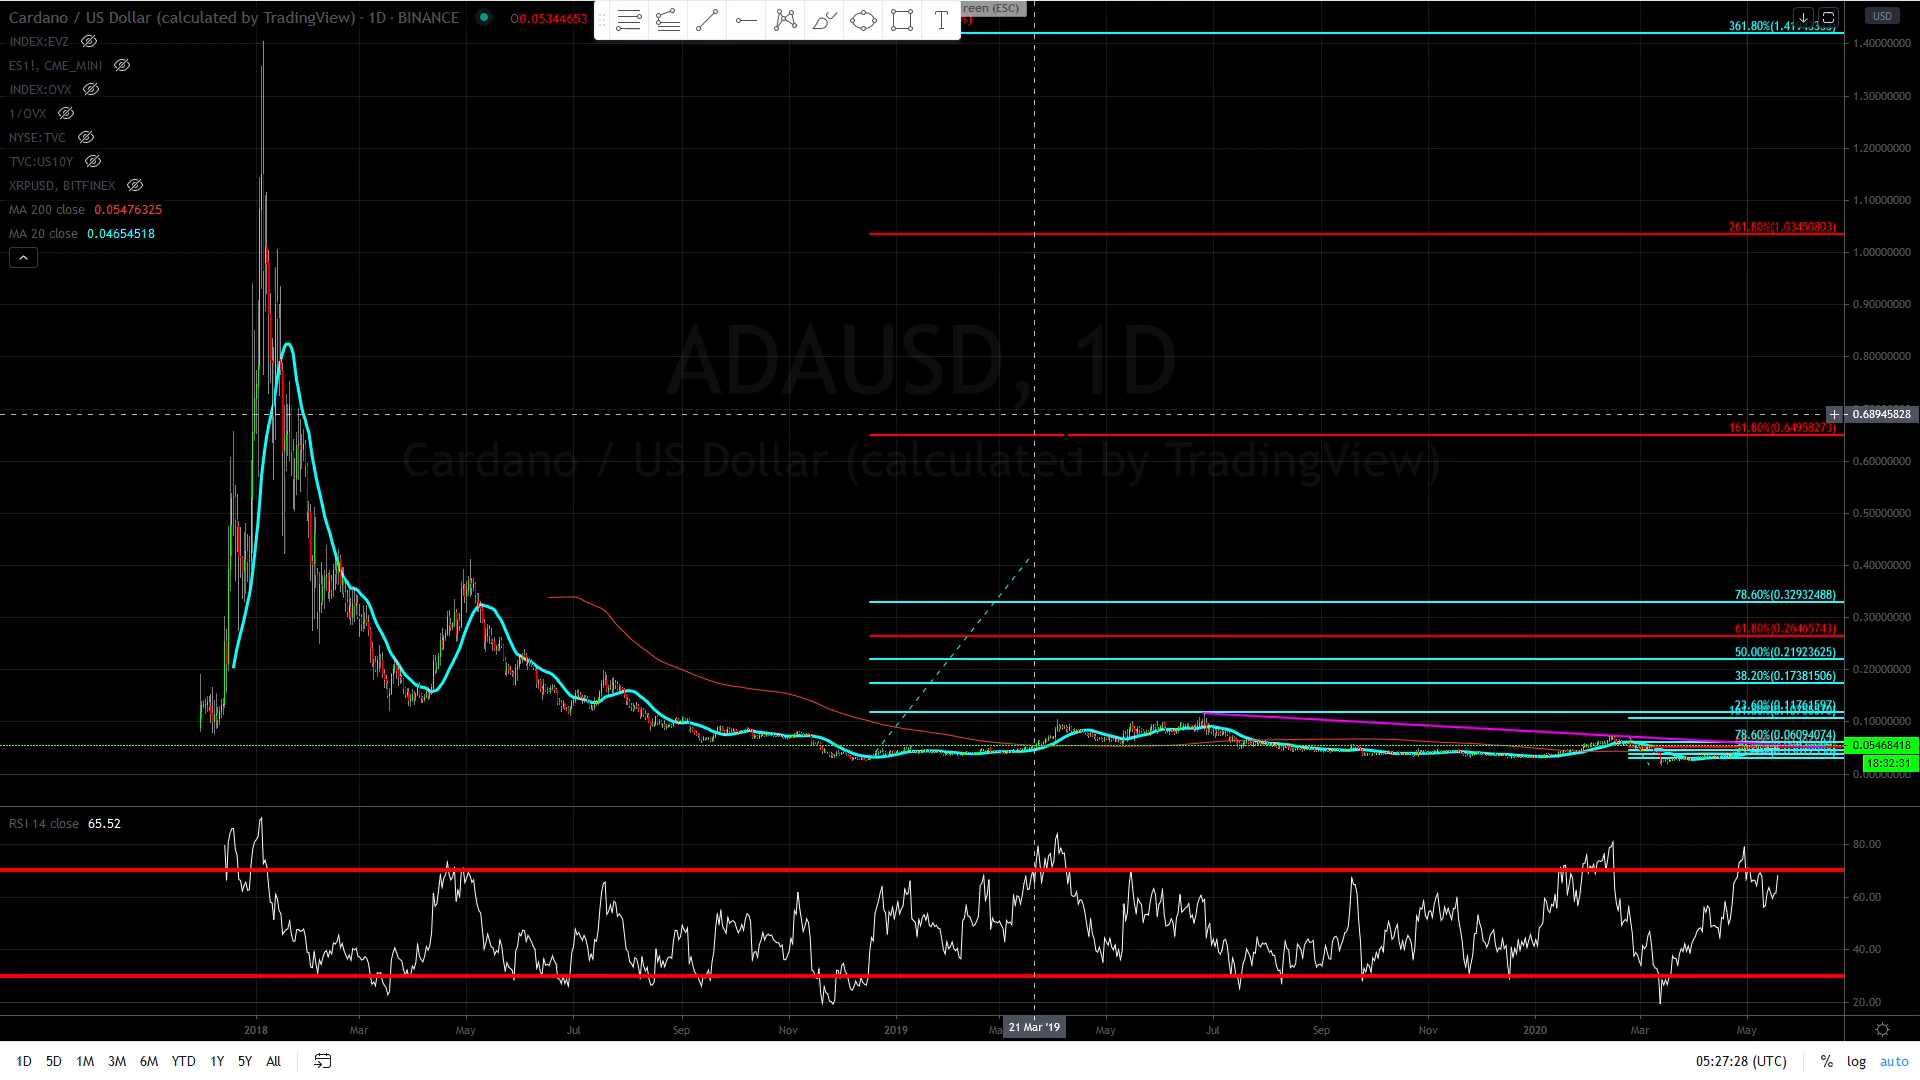 Cardano / US Dollar (calculated by TradingView) · 1D · BINANCE O0.05344653 %)
reen (ESC)
USD
INDEX:EVZ
ES1!, CME_MINI
INDEX:OVX
1/OVX
NYSE:TVC
TVC:US10Y
XRPUSD, BITFINEX
MA 200 close 0.05476325
MA 20 close 0.04654518
T
ADAUSD, 1D
Cardano / US Dollar (calculated by TradingView)
261.80%(1.03450803)
161.80%(0.64958273)
78.60%(0.32932488)
61.80%(0.26465743)
50.00%(0.21923625)
38.20%(0.17381506)
23.60%(0.11761597)
78.60%(0.06094074)
1.40000000
1.30000000
1.20000000
1.10000000
1.00000000
0.90000000
0.80000000
0.68945828
0.60000000
0.50000000
0.40000000
0.30000000
0.20000000
0.10000000
0.05468418
18:32:31
RSI 14 close 65.52
80.00
60.00
40.00
20.00
2018 Mar May Jul Sep Nov 2019 Ma 21 Mar '19 May Jul Sep Nov 2020 Mar May
1D 5D 1M 3M 6M YTD 1Y 5Y All
05:27:28 (UTC) % log auto